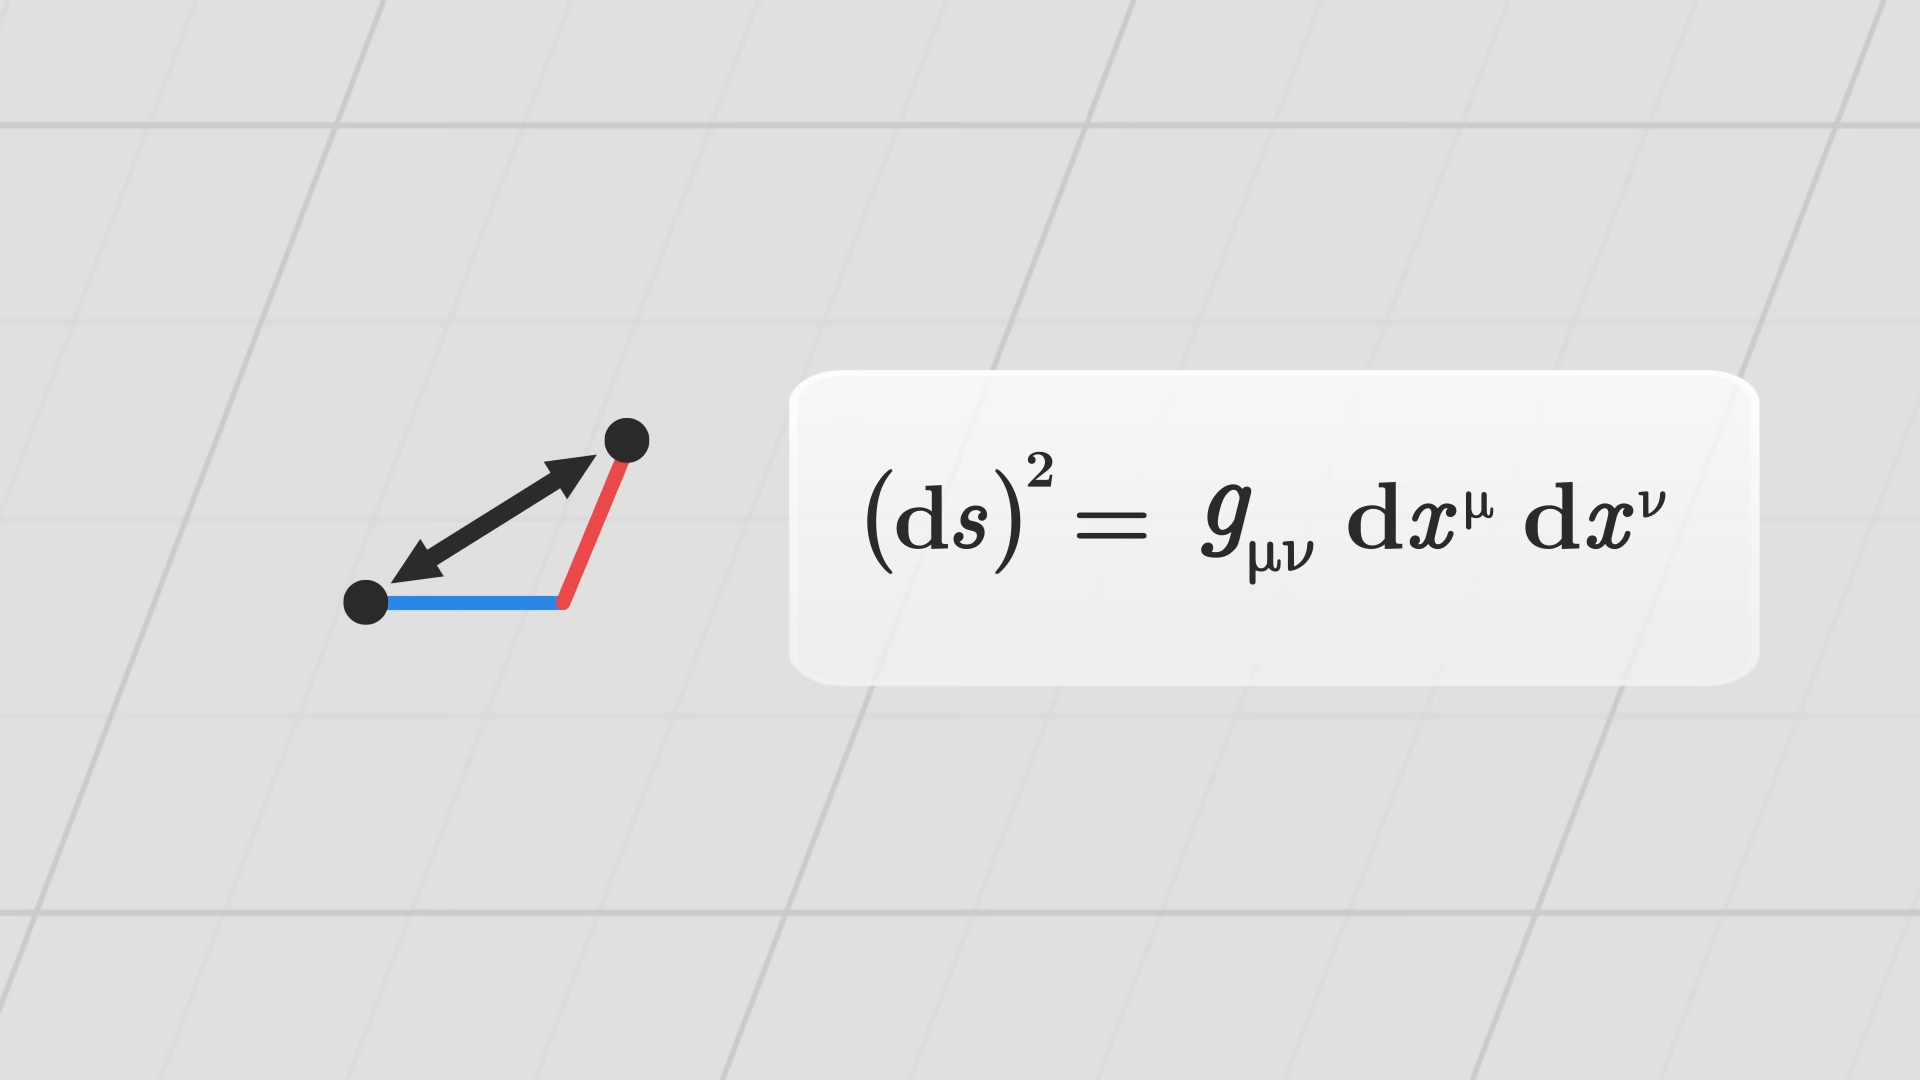 (ds)² = g_μν dx^μ dx^ν